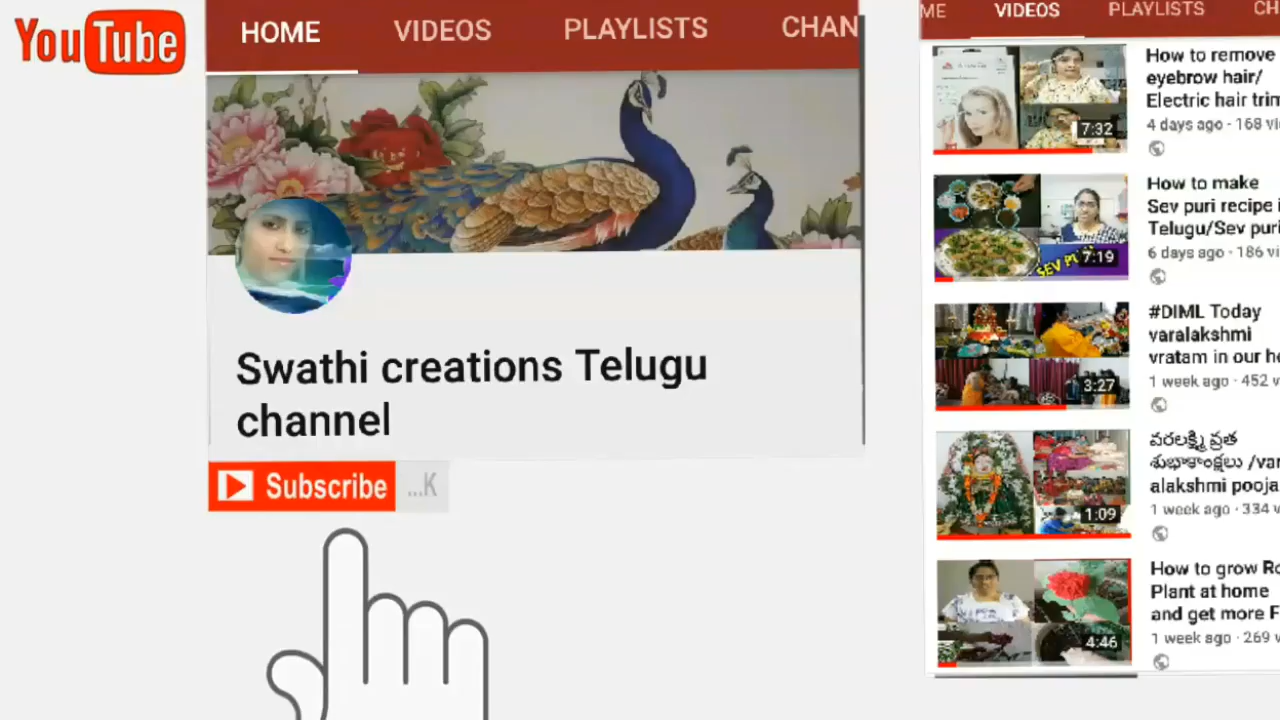 YouTube
HOME VIDEOS PLAYLISTS CHAN
Swathi creations Telugu
channel
Subscribe ...K
ME VIDEOS PLAYLISTS CH
7:32
How to remove
eyebrow hair/
Electric hair trim
4 days ago · 168 vi
SEV PU
7:19
How to make
Sev puri recipe i
Telugu/Sev puri
6 days ago · 186 vi
3:27
#DIML Today
varalakshmi
vratam in our h
1 week ago · 452 v
1:09
వరలక్ష్మి వ్రత
శుభాకాంక్షలు /var
alakshmi pooja
1 week ago · 334 v
4:46
How to grow Ro
Plant at home
and get more F
1 week ago · 269 v